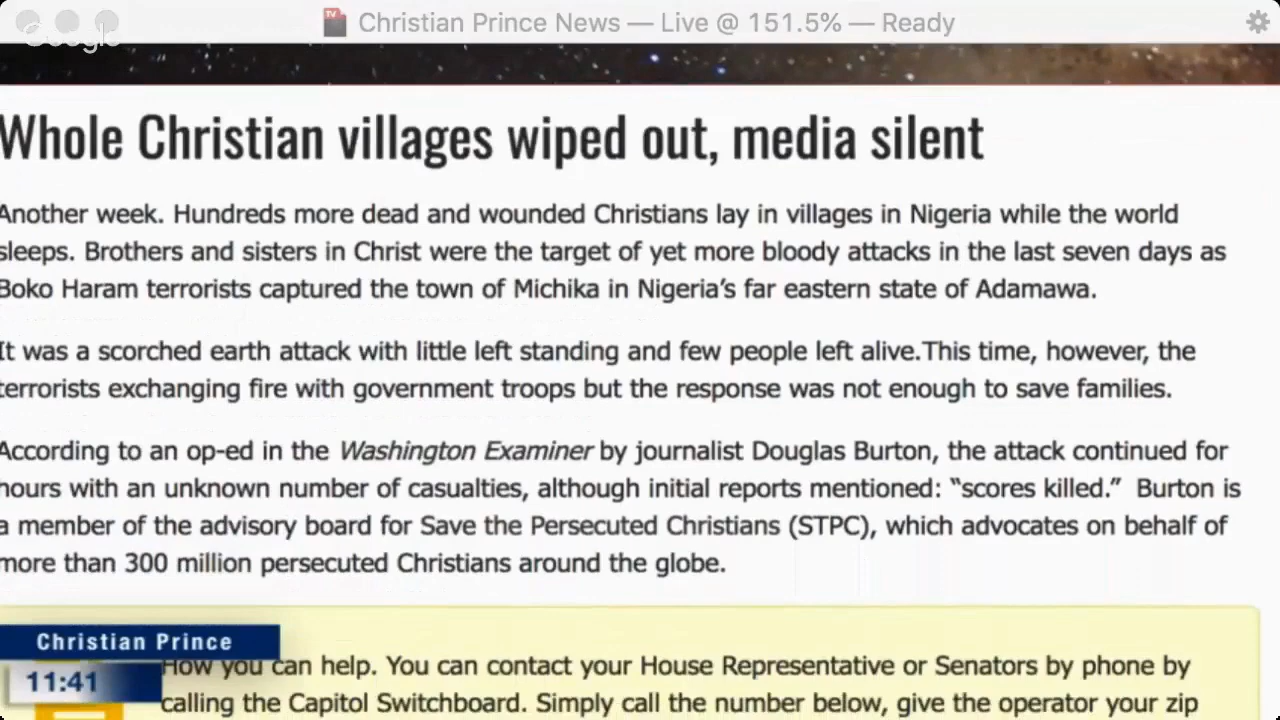 Christian Prince News — Live @ 151.5% — Ready
Google
Whole Christian villages wiped out, media silent
Another week. Hundreds more dead and wounded Christians lay in villages in Nigeria while the world
sleeps. Brothers and sisters in Christ were the target of yet more bloody attacks in the last seven days as
Boko Haram terrorists captured the town of Michika in Nigeria’s far eastern state of Adamawa.
It was a scorched earth attack with little left standing and few people left alive.This time, however, the
terrorists exchanging fire with government troops but the response was not enough to save families.
According to an op-ed in the Washington Examiner by journalist Douglas Burton, the attack continued for
hours with an unknown number of casualties, although initial reports mentioned: “scores killed.” Burton is
a member of the advisory board for Save the Persecuted Christians (STPC), which advocates on behalf of
more than 300 million persecuted Christians around the globe.
Christian Prince
How you can help. You can contact your House Representative or Senators by phone by
11:41
calling the Capitol Switchboard. Simply call the number below, give the operator your zip